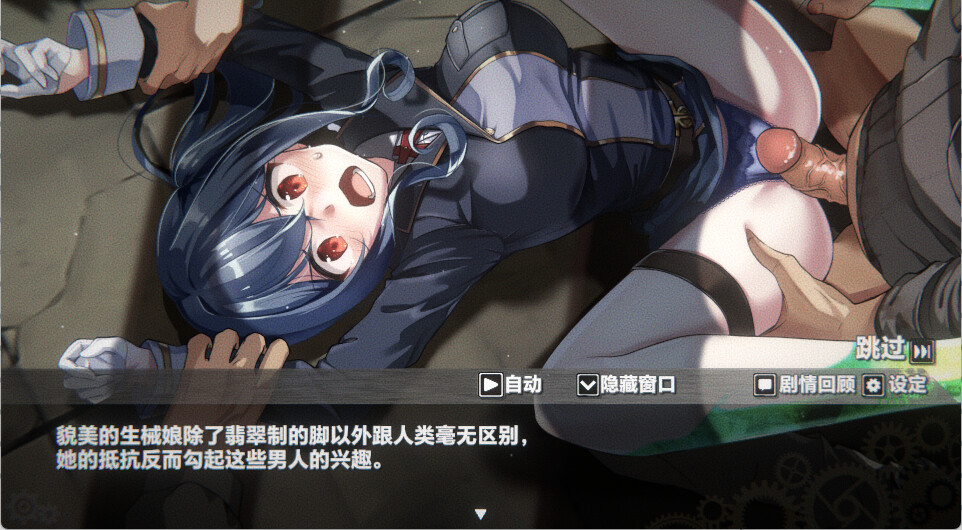 跳过
自动 隐藏窗口 剧情回顾 设定
貌美的生械娘除了翡翠制的脚以外跟人类毫无区别，
她的抵抗反而勾起这些男人的兴趣。